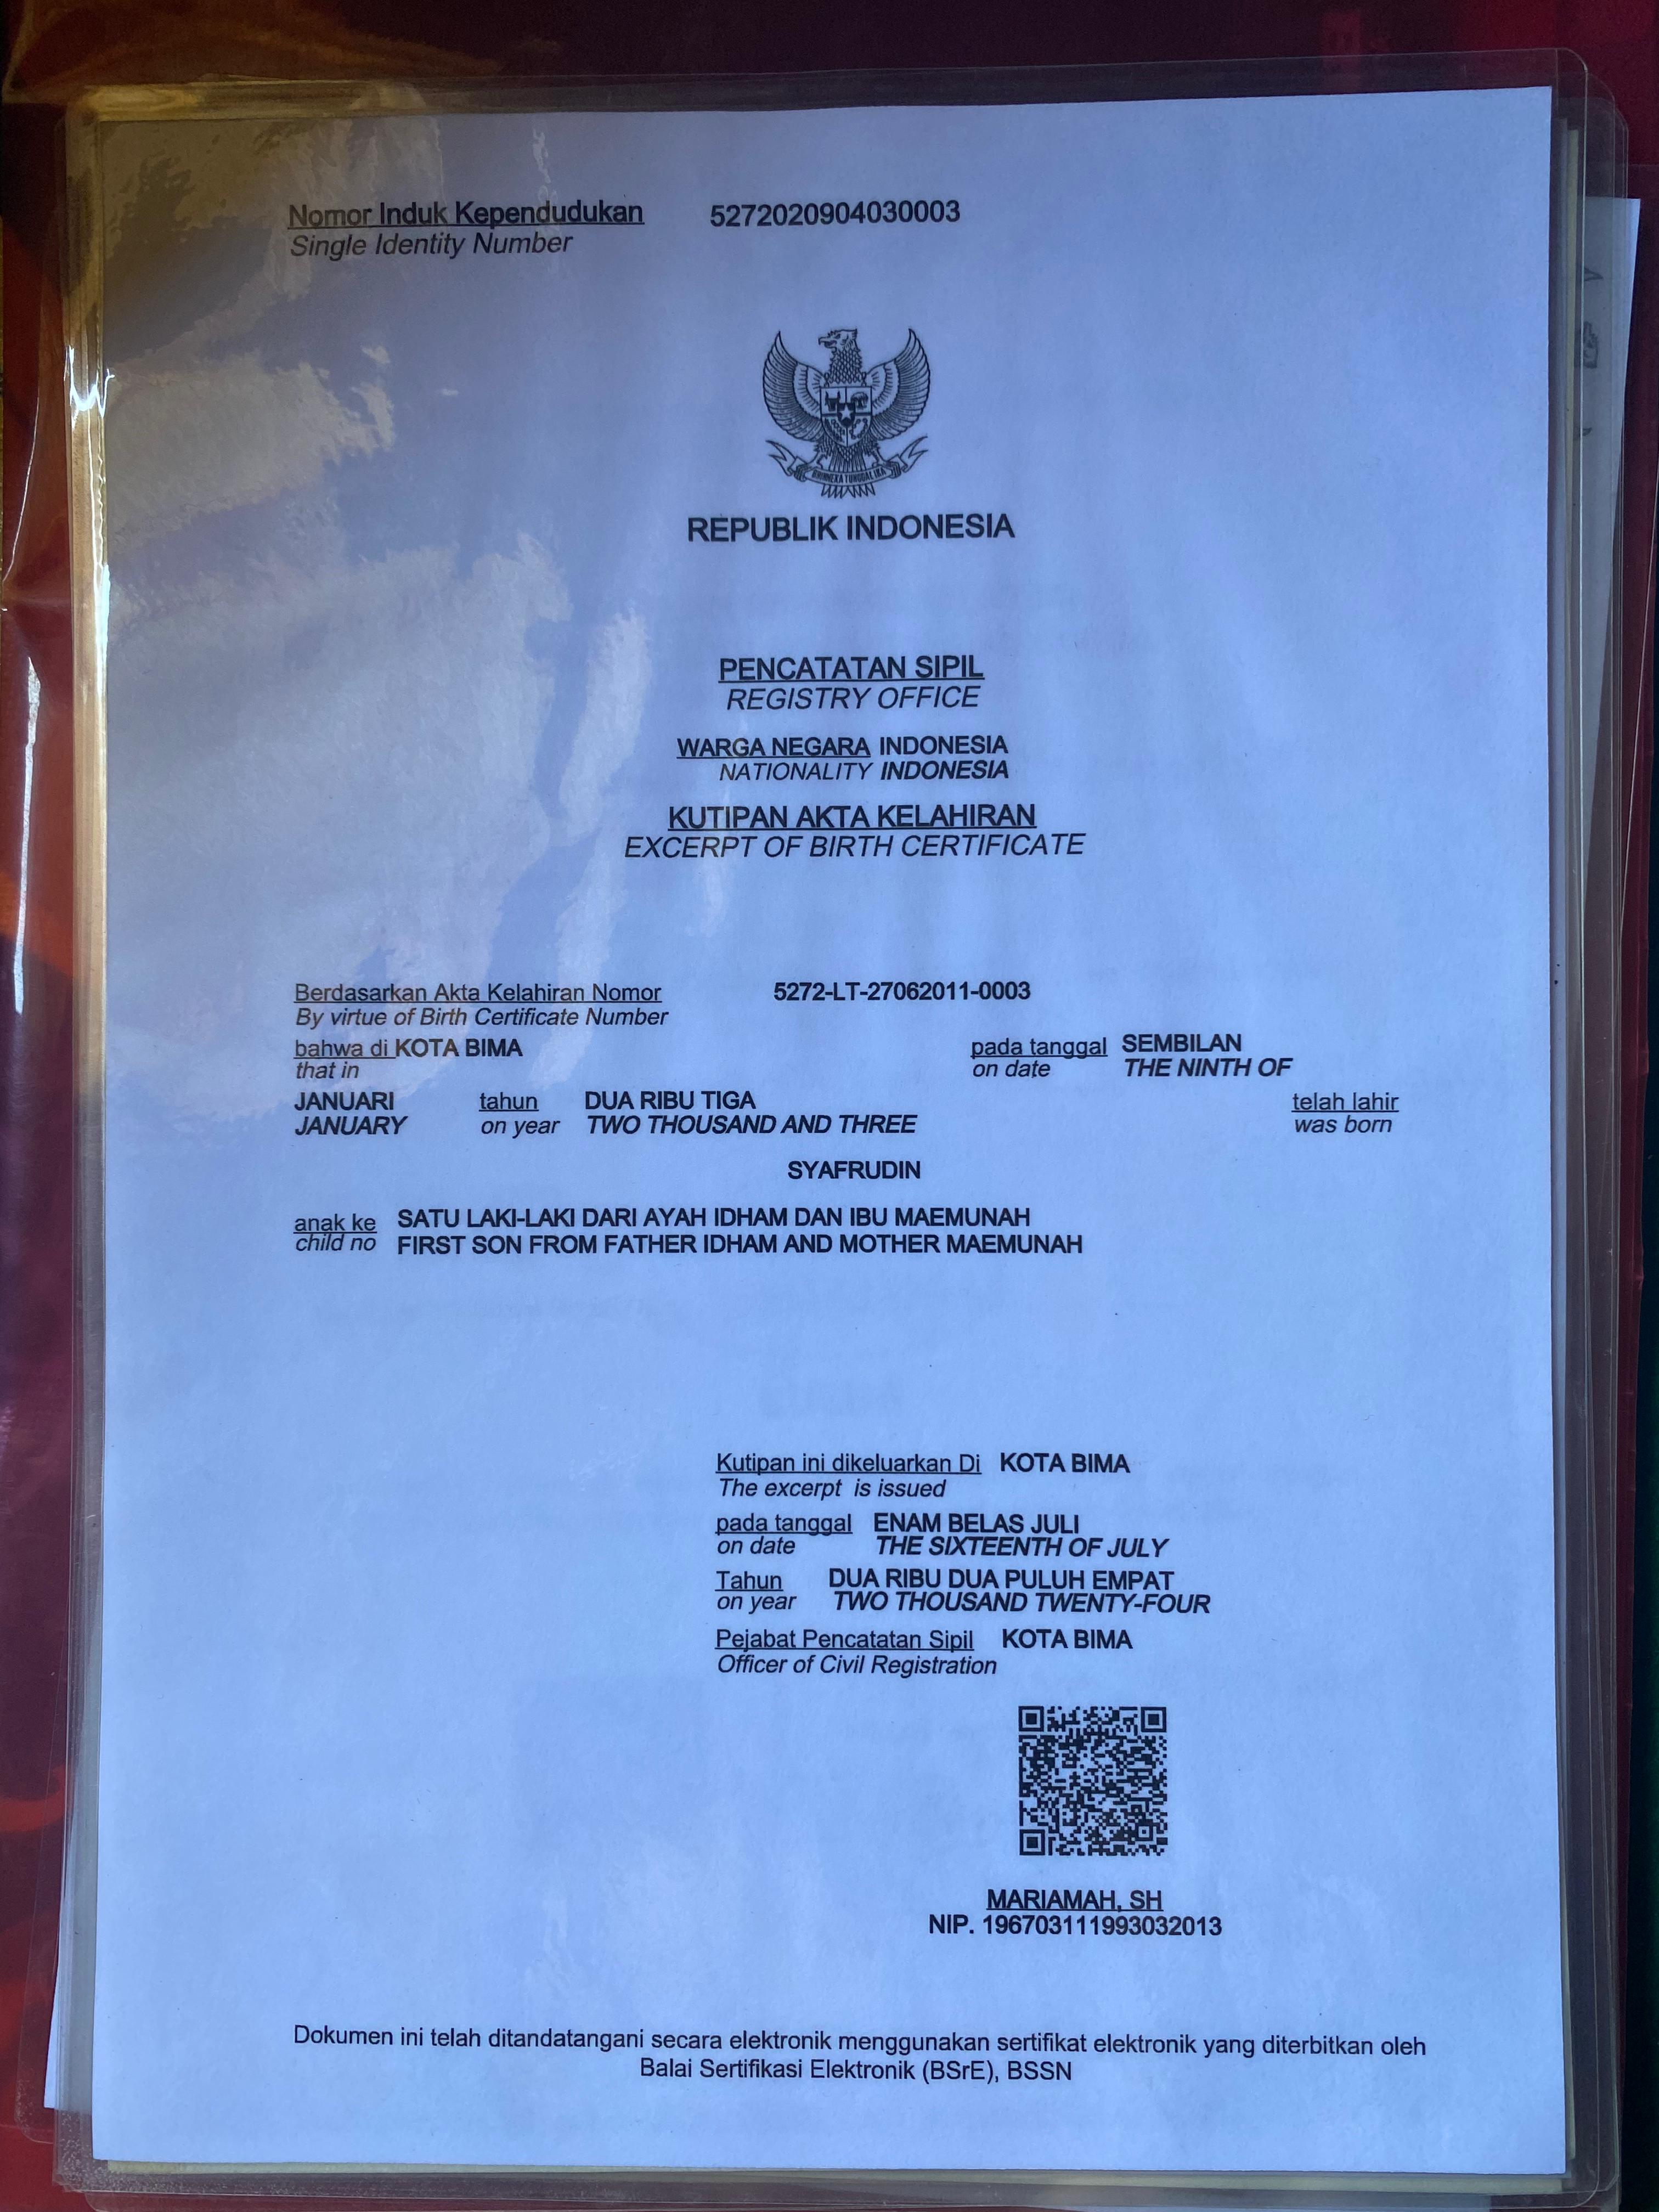 Nomor Induk Kependudukan 5272020904030003
Single Identity Number
BHINNEKA TUNGGAL IKA
REPUBLIK INDONESIA
PENCATATAN SIPIL
REGISTRY OFFICE
WARGA NEGARA INDONESIA
NATIONALITY INDONESIA
KUTIPAN AKTA KELAHIRAN
EXCERPT OF BIRTH CERTIFICATE
Berdasarkan Akta Kelahiran Nomor 5272-LT-27062011-0003
By virtue of Birth Certificate Number
bahwa di KOTA BIMA pada tanggal SEMBILAN
that in on date THE NINTH OF
JANUARI tahun DUA RIBU TIGA telah lahir
JANUARY on year TWO THOUSAND AND THREE was born
SYAFRUDIN
anak ke SATU LAKI-LAKI DARI AYAH IDHAM DAN IBU MAEMUNAH
child no FIRST SON FROM FATHER IDHAM AND MOTHER MAEMUNAH
Kutipan ini dikeluarkan Di KOTA BIMA
The excerpt is issued
pada tanggal ENAM BELAS JULI
on date THE SIXTEENTH OF JULY
Tahun DUA RIBU DUA PULUH EMPAT
on year TWO THOUSAND TWENTY-FOUR
Pejabat Pencatatan Sipil KOTA BIMA
Officer of Civil Registration
MARIAMAH, SH
NIP. 196703111993032013
Dokumen ini telah ditandatangani secara elektronik menggunakan sertifikat elektronik yang diterbitkan oleh
Balai Sertifikasi Elektronik (BSrE), BSSN